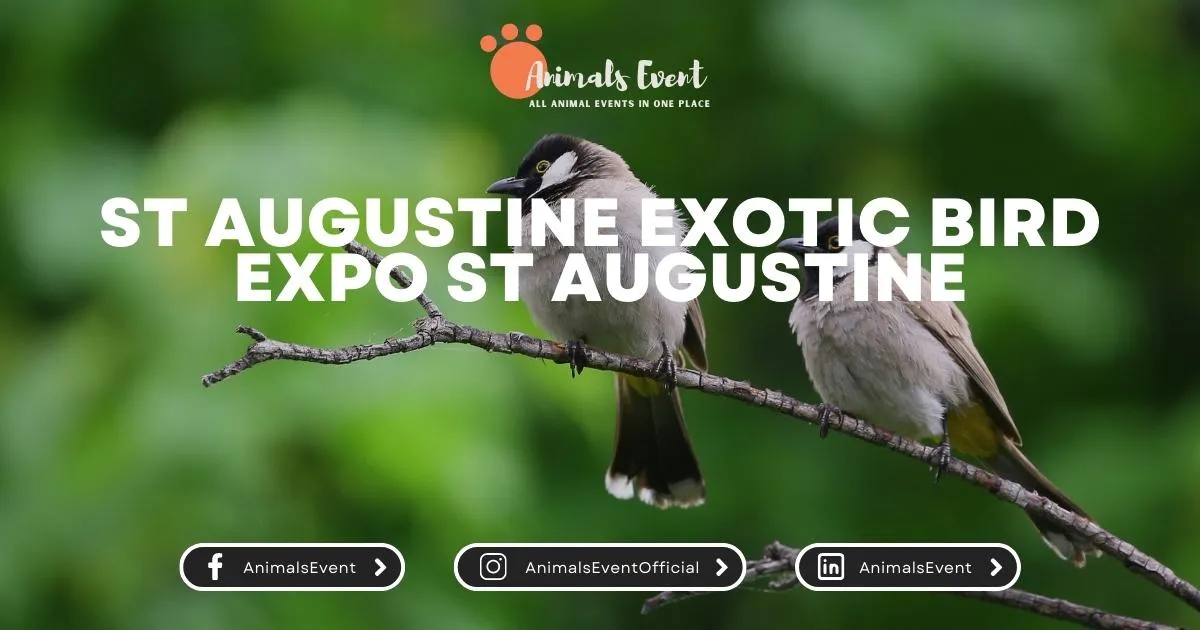 Animals Event
ALL ANIMAL EVENTS IN ONE PLACE
ST AUGUSTINE EXOTIC BIRD
EXPO ST AUGUSTINE
AnimalsEvent
AnimalsEventOfficial
AnimalsEvent